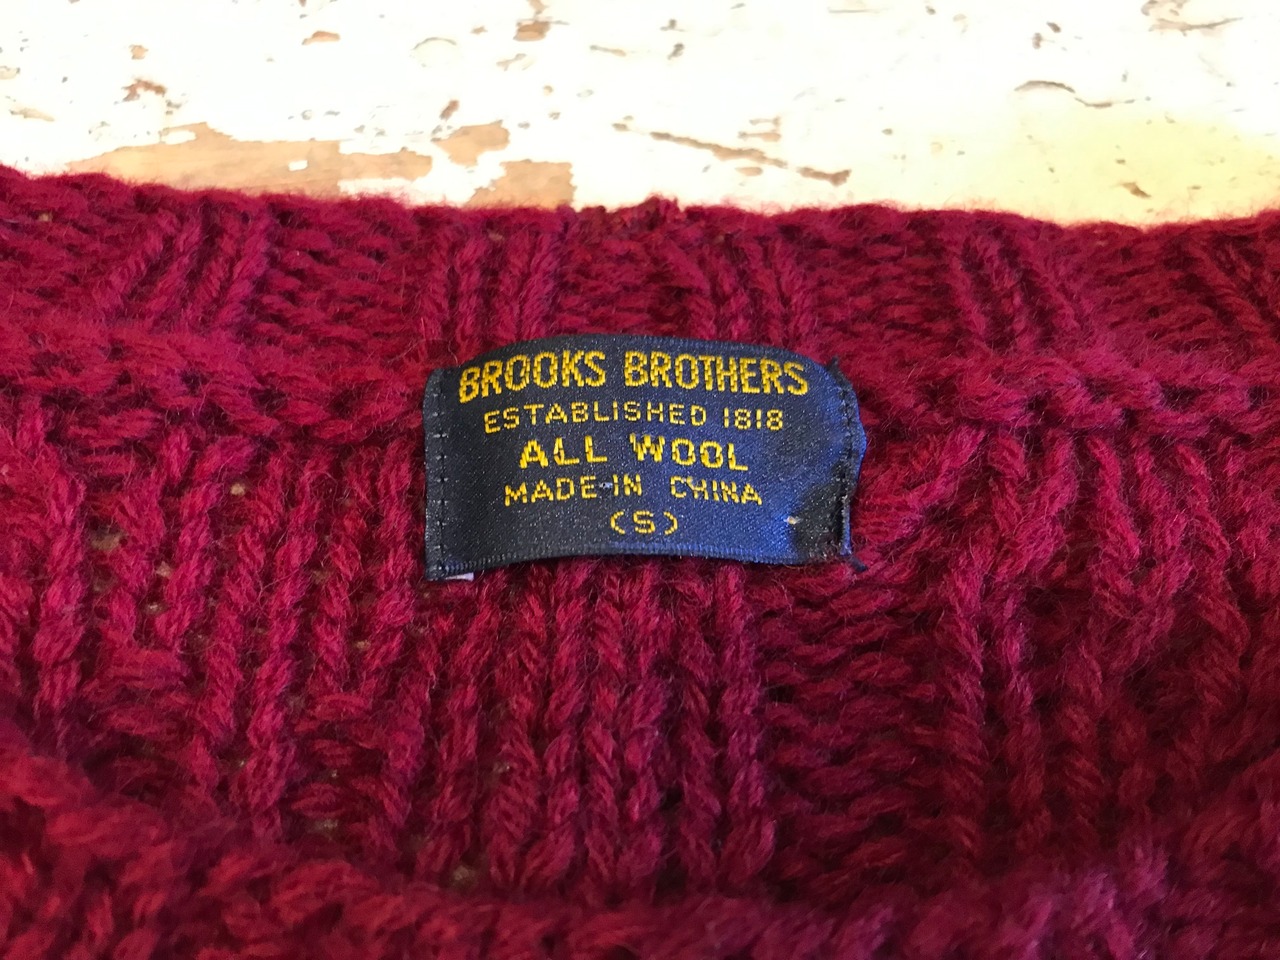 BROOKS BROTHERS
ESTABLISHED 1818
ALL WOOL
MADE IN CHINA
(S)